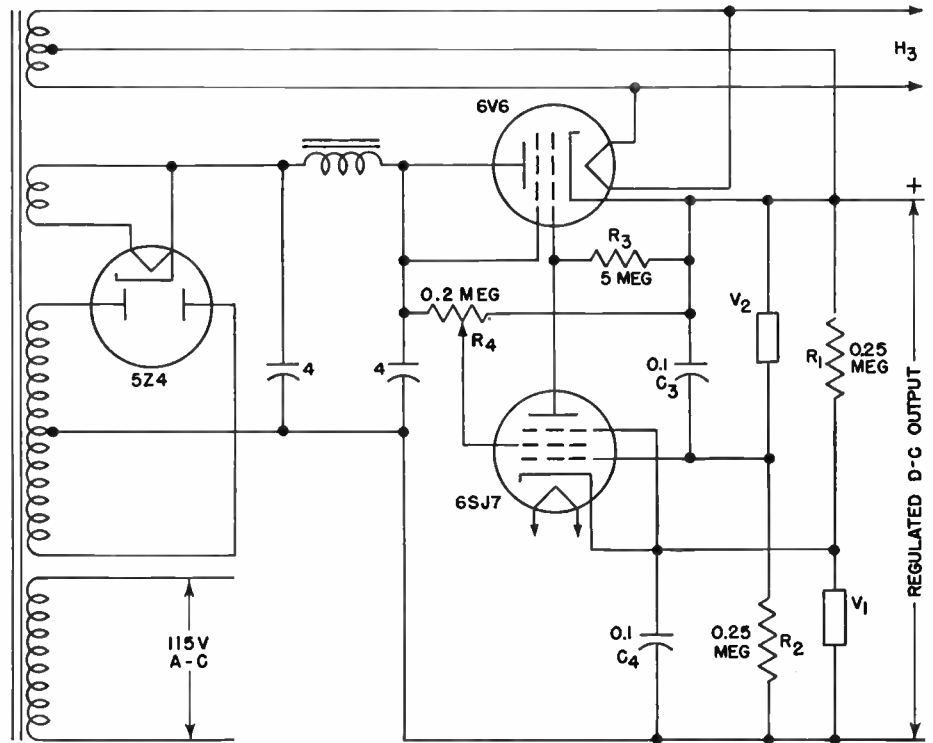 H3
6V6
+
R3
5 MEG
0.2 MEG
R4
V2
R1
0.25
MEG
5Z4
4
4
0.1
C3
6SJ7
REGULATED D-C OUTPUT
115V
A-C
0.1
C4
0.25
MEG
R2
V1